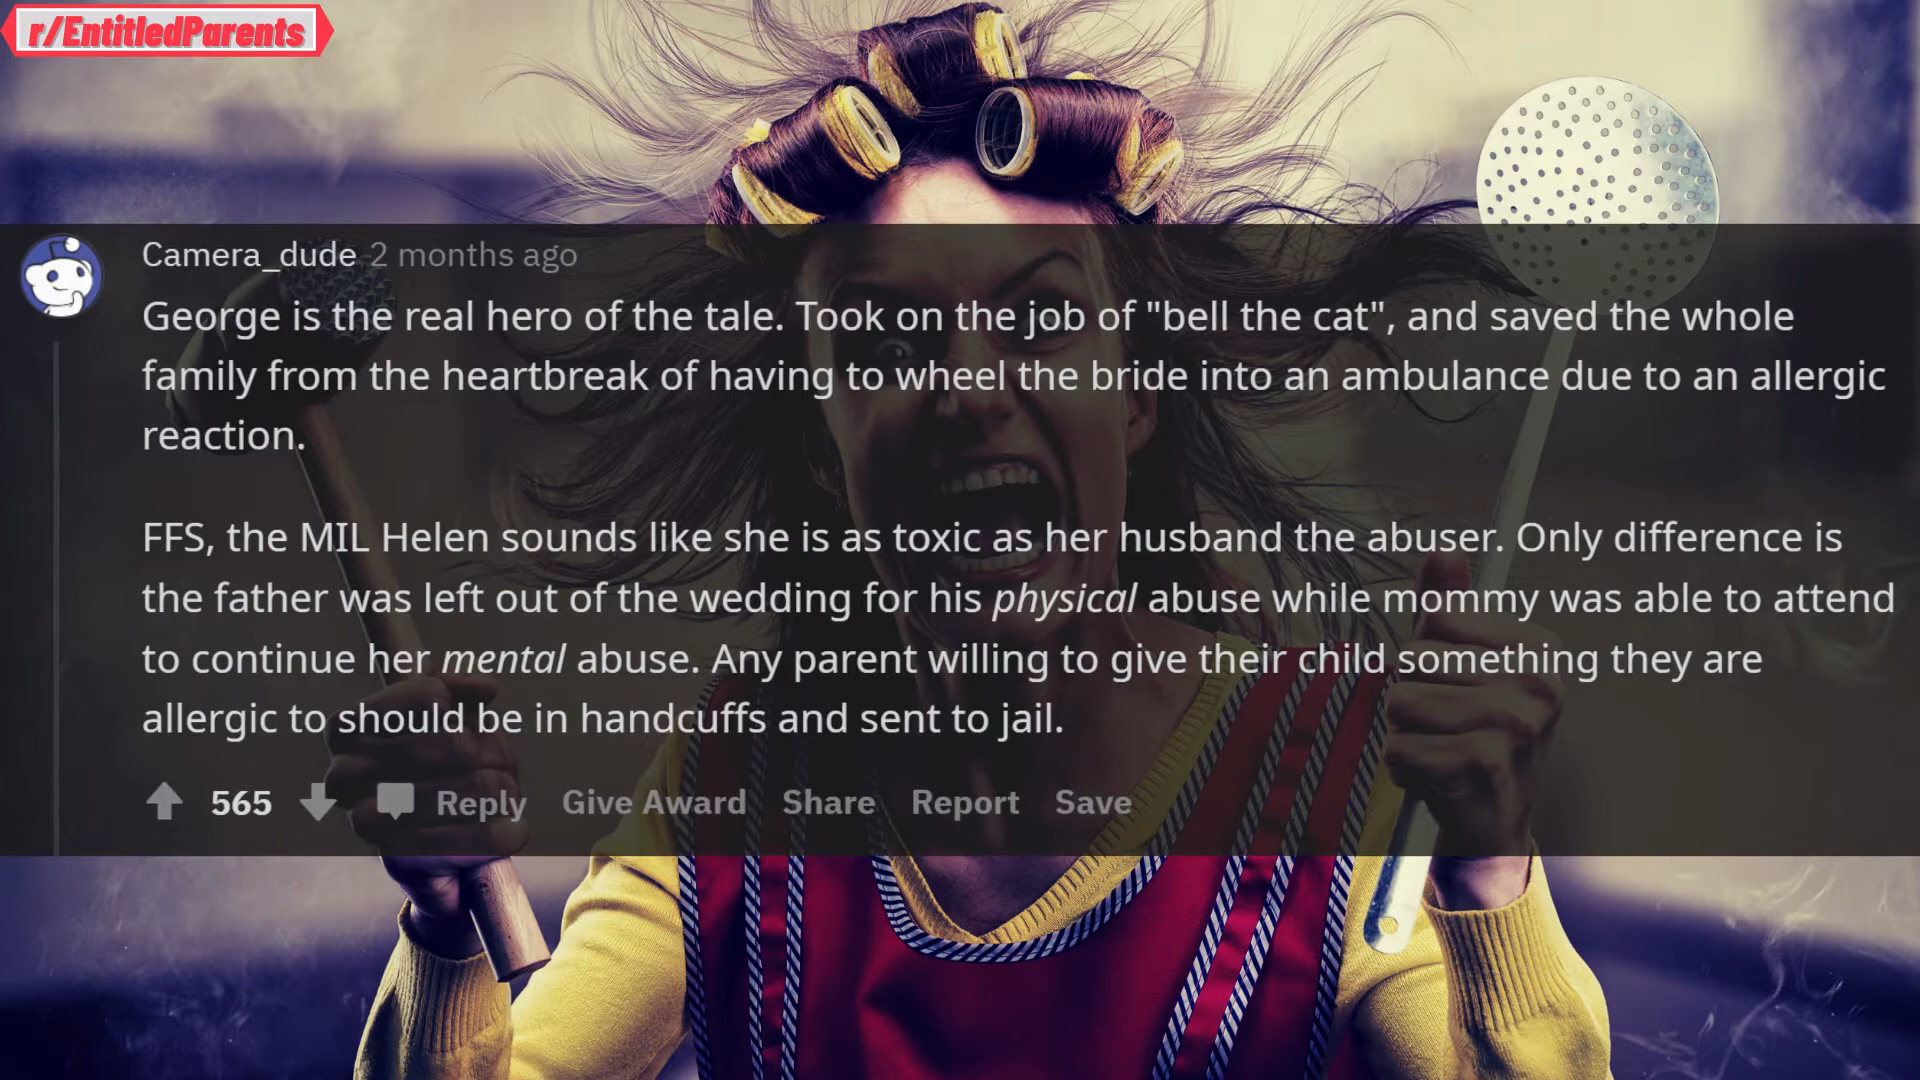 r/EntitledParents
Camera_dude 2 months ago
George is the real hero of the tale. Took on the job of "bell the cat", and saved the whole
family from the heartbreak of having to wheel the bride into an ambulance due to an allergic
reaction.
FFS, the MIL Helen sounds like she is as toxic as her husband the abuser. Only difference is
the father was left out of the wedding for his physical abuse while mommy was able to attend
to continue her mental abuse. Any parent willing to give their child something they are
allergic to should be in handcuffs and sent to jail.
565 Reply Give Award Share Report Save